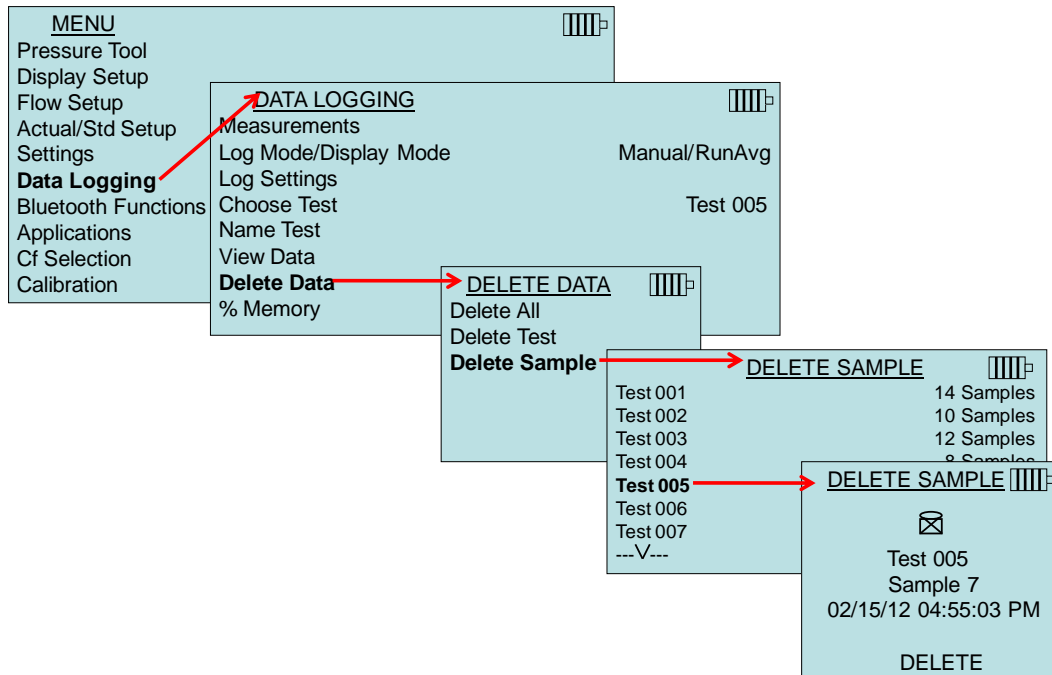 MENU
Pressure Tool
Display Setup
Flow Setup
Actual/Std Setup
Settings
Data Logging
Bluetooth Functions
Applications
Cf Selection
Calibration
DATA LOGGING
Measurements
Log Mode/Display Mode Manual/RunAvg
Log Settings
Choose Test Test 005
Name Test
View Data
Delete Data
% Memory
DELETE DATA
Delete All
Delete Test
Delete Sample
DELETE SAMPLE
Test 001 14 Samples
Test 002 10 Samples
Test 003 12 Samples
Test 004 8 Samples
Test 005
Test 006
Test 007
---V---
DELETE SAMPLE
Test 005
Sample 7
02/15/12 04:55:03 PM
DELETE